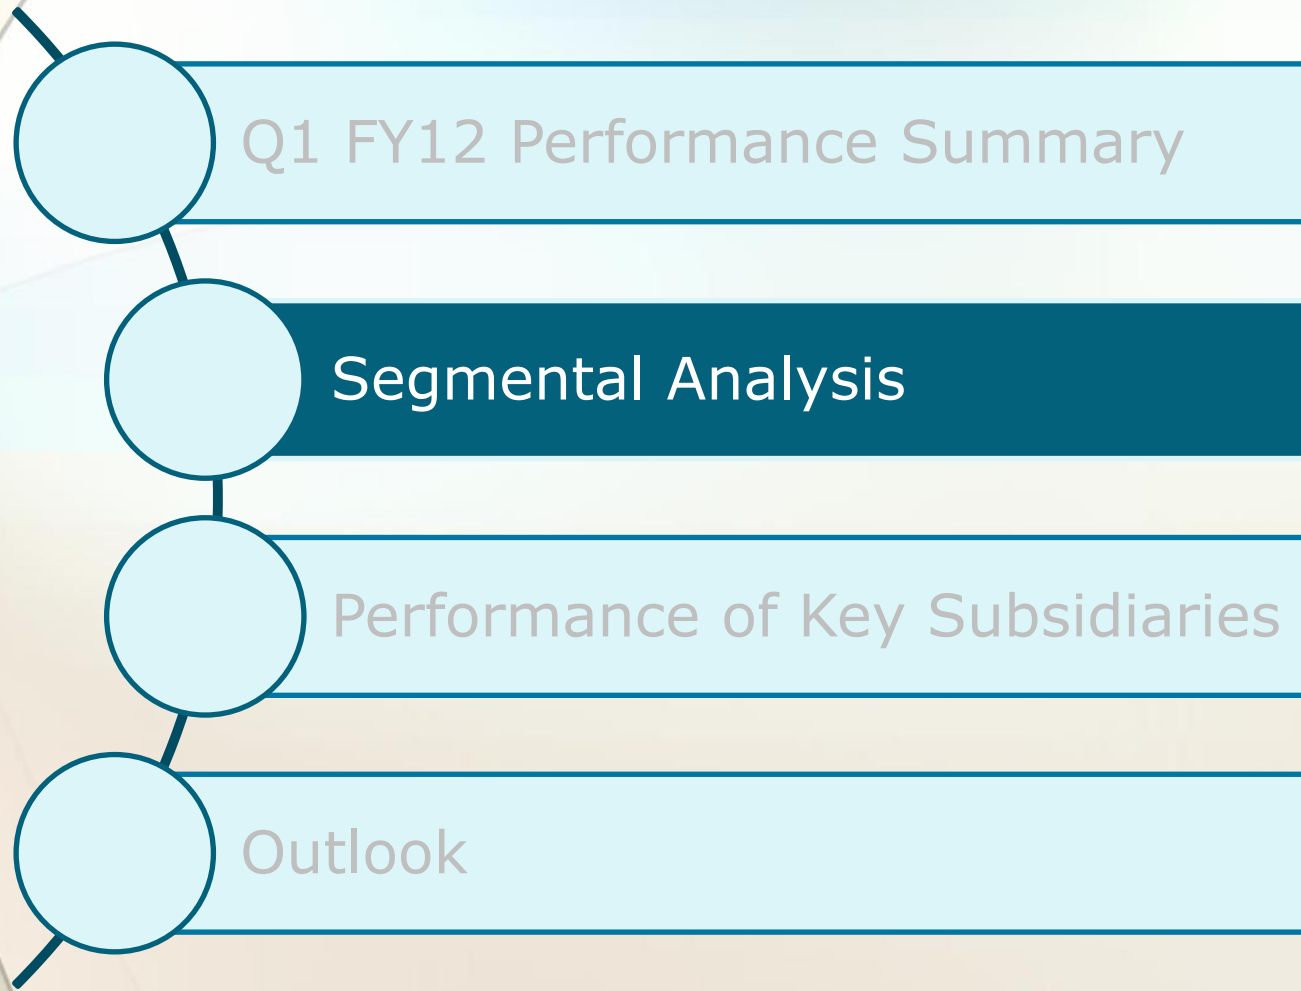 Q1 FY12 Performance Summary
Segmental Analysis
Performance of Key Subsidiaries
Outlook